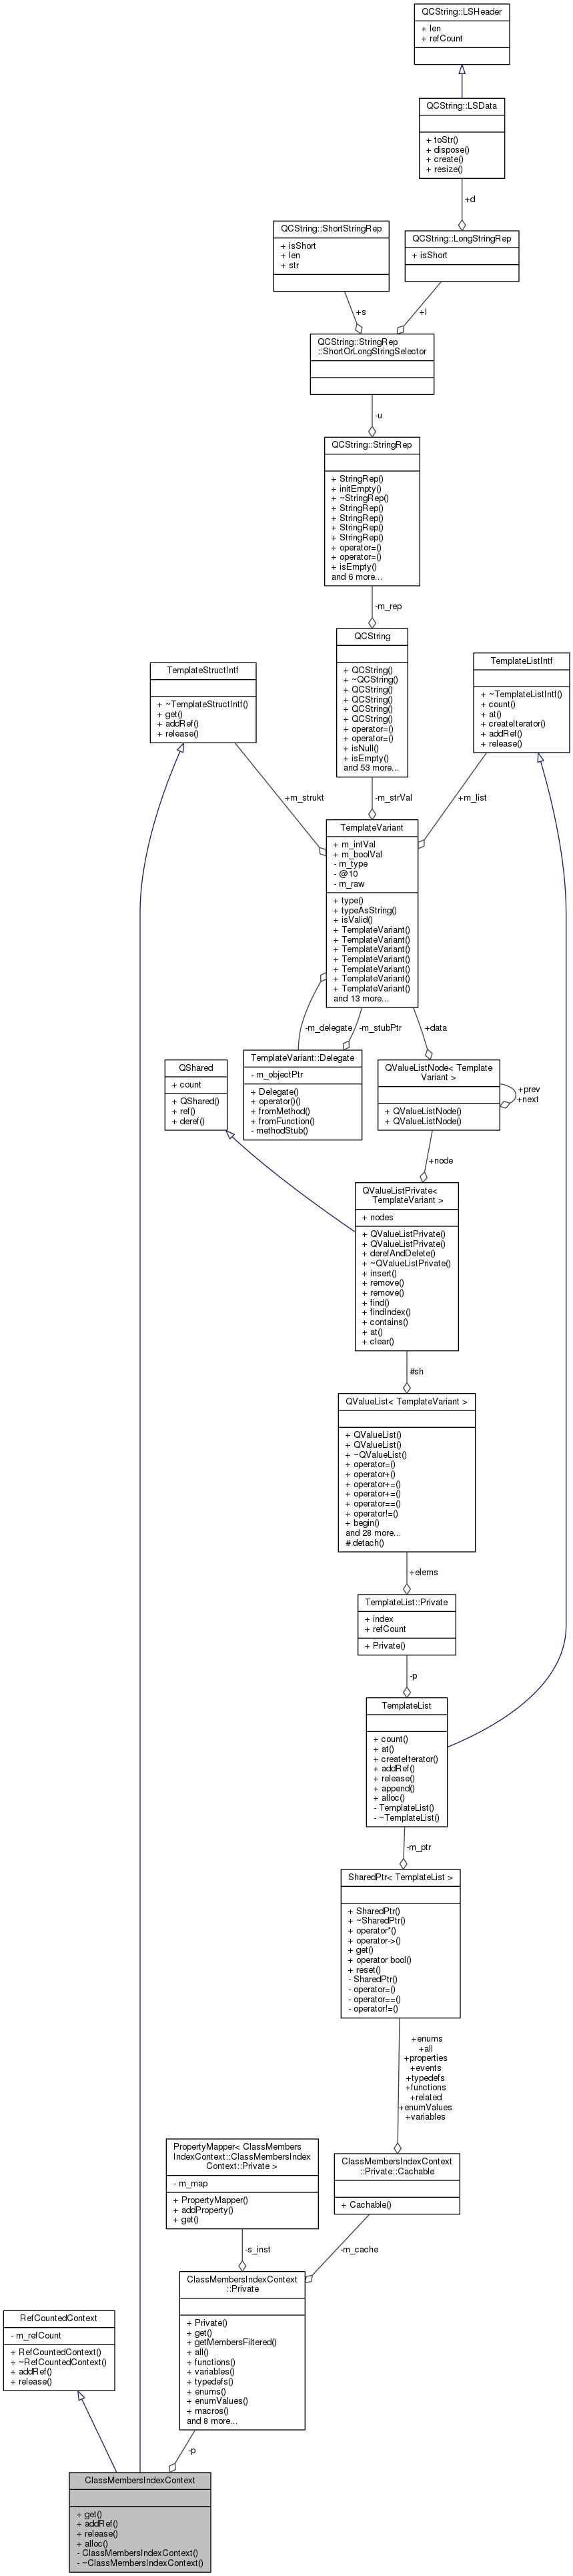 QCString::LSHeader
+ len
+ refCount
QCString::LSData
+ toStr()
+ dispose()
+ create()
+ resize()
+d
QCString::ShortStringRep
+ isShort
+ len
+ str
QCString::LongStringRep
+ isShort
+s
+l
QCString::StringRep
::ShortOrLongStringSelector
-u
QCString::StringRep
+ StringRep()
+ initEmpty()
+ ~StringRep()
+ StringRep()
+ StringRep()
+ StringRep()
+ StringRep()
+ operator=()
+ operator=()
+ isEmpty()
and 6 more...
-m_rep
QCString
+ QCString()
+ ~QCString()
+ QCString()
+ QCString()
+ QCString()
+ QCString()
+ operator=()
+ operator=()
+ isNull()
+ isEmpty()
and 53 more...
TemplateStructIntf
+ ~TemplateStructIntf()
+ get()
+ addRef()
+ release()
TemplateListIntf
+ ~TemplateListIntf()
+ count()
+ at()
+ createIterator()
+ addRef()
+ release()
+m_strukt
-m_strVal
+m_list
TemplateVariant
+ m_intVal
+ m_boolVal
- m_type
- @10
- m_raw
+ type()
+ typeAsString()
+ isValid()
+ TemplateVariant()
+ TemplateVariant()
+ TemplateVariant()
+ TemplateVariant()
+ TemplateVariant()
+ TemplateVariant()
+ TemplateVariant()
and 13 more...
-m_delegate
-m_stubPtr
+data
TemplateVariant::Delegate
- m_objectPtr
+ Delegate()
+ operator()()
+ fromMethod()
+ fromFunction()
- methodStub()
QShared
+ count
+ QShared()
+ ref()
+ deref()
QValueListNode< Template
Variant >
+ QValueListNode()
+ QValueListNode()
+prev
+next
+node
QValueListPrivate<
TemplateVariant >
+ nodes
+ QValueListPrivate()
+ QValueListPrivate()
+ derefAndDelete()
+ ~QValueListPrivate()
+ insert()
+ remove()
+ remove()
+ find()
+ findIndex()
+ contains()
+ at()
+ clear()
#sh
QValueList< TemplateVariant >
+ QValueList()
+ QValueList()
+ ~QValueList()
+ operator=()
+ operator+()
+ operator+=()
+ operator+=()
+ operator==()
+ operator!=()
+ begin()
and 28 more...
# detach()
+elems
TemplateList::Private
+ index
+ refCount
+ Private()
-p
TemplateList
+ count()
+ at()
+ createIterator()
+ addRef()
+ release()
+ append()
+ alloc()
- TemplateList()
- ~TemplateList()
-m_ptr
SharedPtr< TemplateList >
+ SharedPtr()
+ ~SharedPtr()
+ operator*()
+ operator->()
+ get()
+ operator bool()
+ reset()
- SharedPtr()
- operator=()
- operator==()
- operator!=()
+enums
+all
+properties
+events
+typedefs
+functions
+related
+enumValues
+variables
PropertyMapper< ClassMembers
IndexContext::ClassMembersIndex
Context::Private >
- m_map
+ PropertyMapper()
+ addProperty()
+ get()
ClassMembersIndexContext
::Private::Cachable
+ Cachable()
-s_inst
-m_cache
ClassMembersIndexContext
::Private
+ Private()
+ get()
+ getMembersFiltered()
+ all()
+ functions()
+ variables()
+ typedefs()
+ enums()
+ enumValues()
+ macros()
and 8 more...
RefCountedContext
- m_refCount
+ RefCountedContext()
+ ~RefCountedContext()
+ addRef()
+ release()
-p
ClassMembersIndexContext
+ get()
+ addRef()
+ release()
+ alloc()
- ClassMembersIndexContext()
- ~ClassMembersIndexContext()